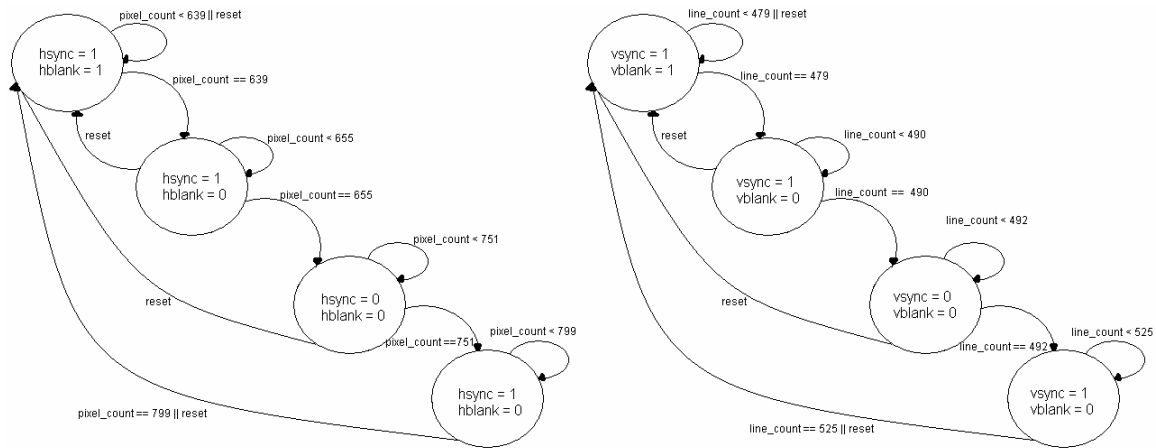 pixel_count < 639 || reset
hsync = 1
hblank = 1
pixel_count == 639
reset
pixel_count < 655
hsync = 1
hblank = 0
pixel_count == 655
pixel_count < 751
hsync = 0
hblank = 0
reset
pixel_count ==751
pixel_count < 799
hsync = 1
hblank = 0
pixel_count == 799 || reset
line_count < 479 || reset
vsync = 1
vblank = 1
line_count == 479
reset
line_count < 490
vsync = 1
vblank = 0
line_count == 490
line_count < 492
vsync = 0
vblank = 0
reset
line_count == 492
line_count < 525
vsync = 1
vblank = 0
line_count == 525 || reset